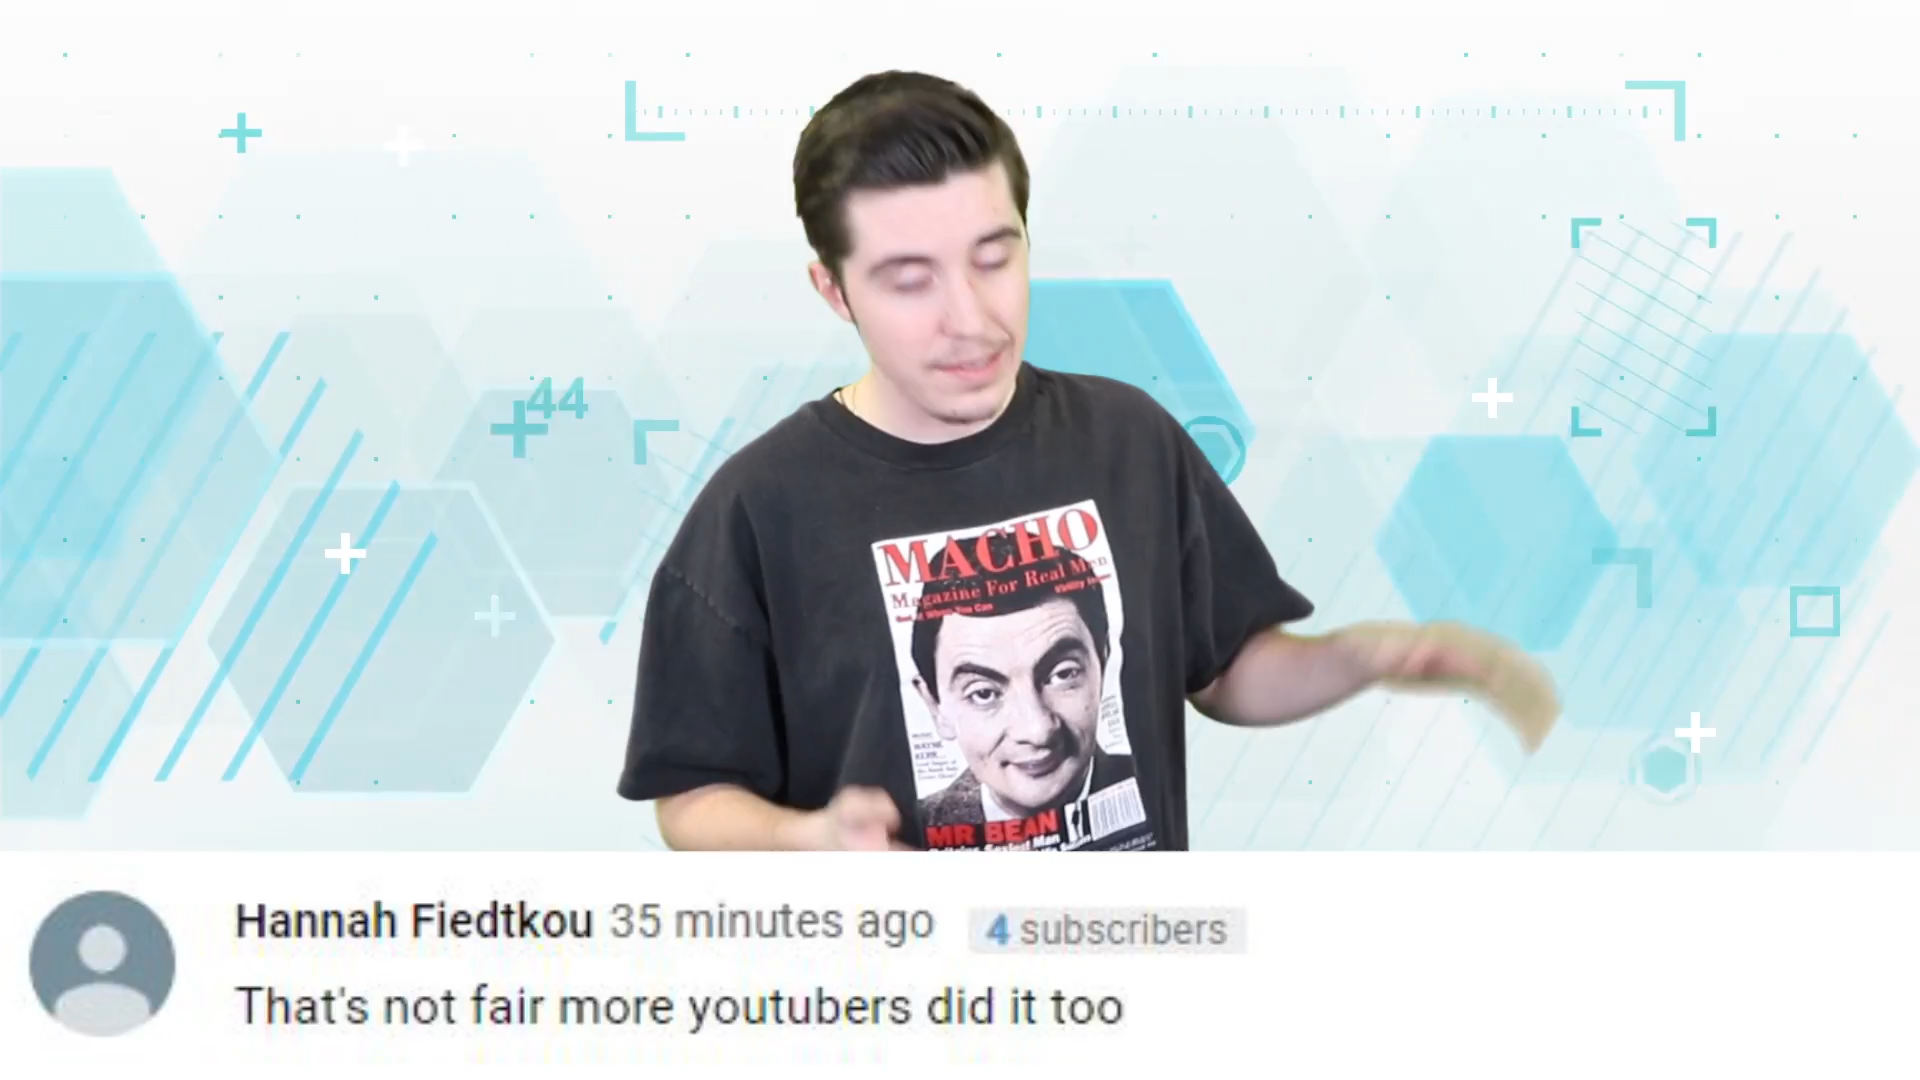 44
MACHO
Magazine For Real Men
MR BEAN
Hannah Fiedtkou 35 minutes ago 4 subscribers
That's not fair more youtubers did it too